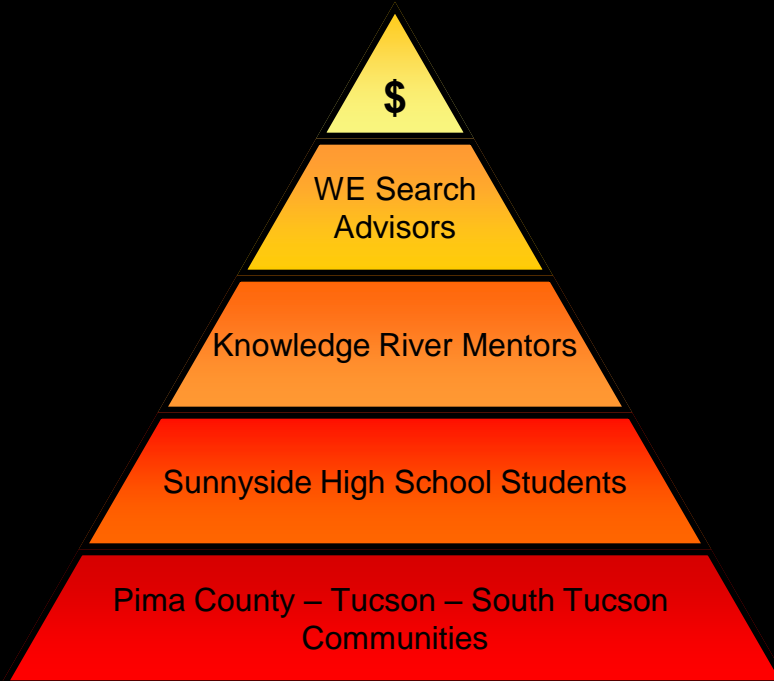 $
WE Search
Advisors
Knowledge River Mentors
Sunnyside High School Students
Pima County – Tucson – South Tucson
Communities